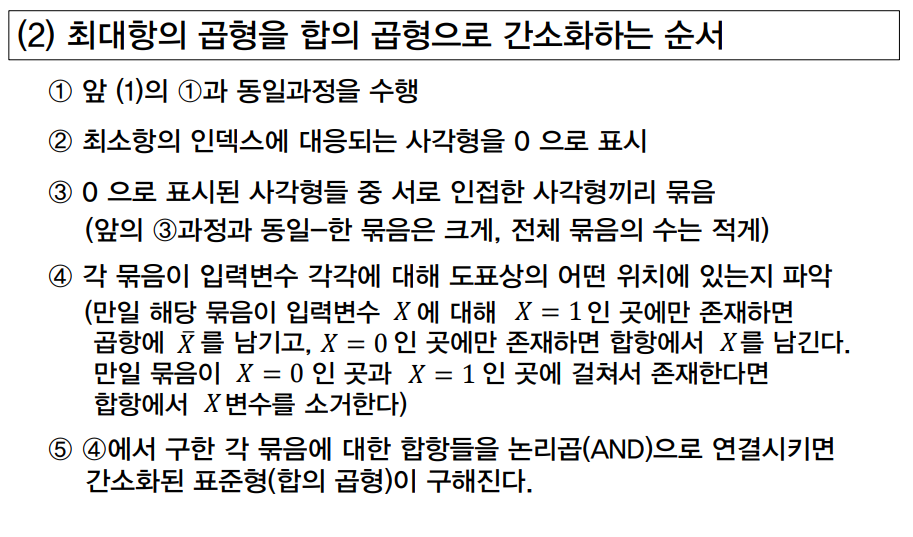 (2) 최대항의 곱형을 합의 곱형으로 간소화하는 순서
① 앞 (1)의 ①과 동일과정을 수행
② 최소항의 인덱스에 대응되는 사각형을 0 으로 표시
③ 0 으로 표시된 사각형들 중 서로 인접한 사각형끼리 묶음
(앞의 ③과정과 동일-한 묶음은 크게, 전체 묶음의 수는 적게)
④ 각 묶음이 입력변수 각각에 대해 도표상의 어떤 위치에 있는지 파악
(만일 해당 묶음이 입력변수 X 에 대해 X = 1 인 곳에만 존재하면
곱항에 X̄ 를 남기고, X = 0 인 곳에만 존재하면 합항에서 X 를 남긴다.
만일 묶음이 X = 0 인 곳과 X = 1 인 곳에 걸쳐서 존재한다면
합항에서 X 변수를 소거한다)
⑤ ④에서 구한 각 묶음에 대한 합항들을 논리곱(AND)으로 연결시키면
간소화된 표준형(합의 곱형)이 구해진다.